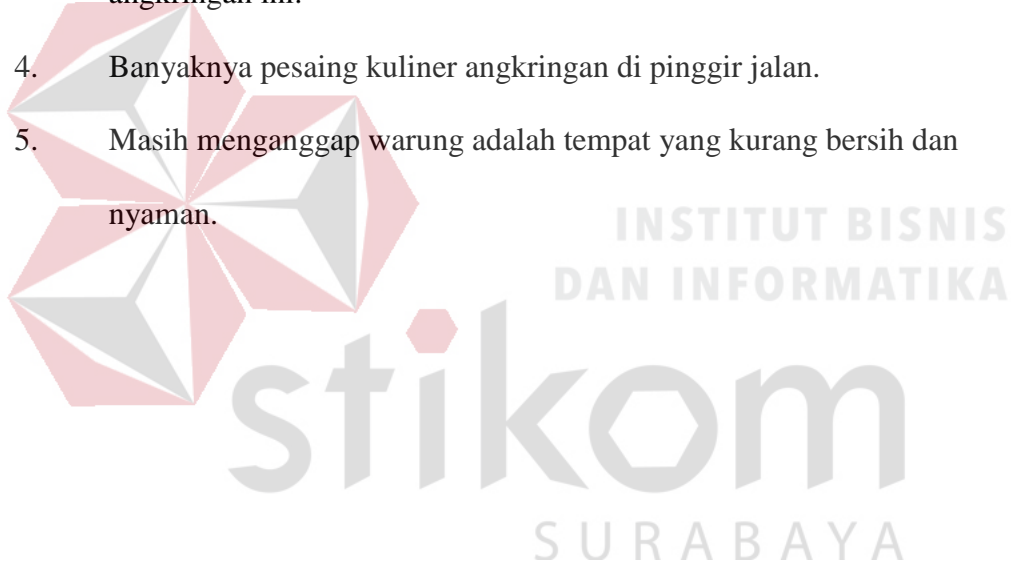 4. Banyaknya pesaing kuliner angkringan di pinggir jalan.
5. Masih menganggap warung adalah tempat yang kurang bersih dan
nyaman.
INSTITUT BISNIS
DAN INFORMATIKA
stikom
SURABAYA